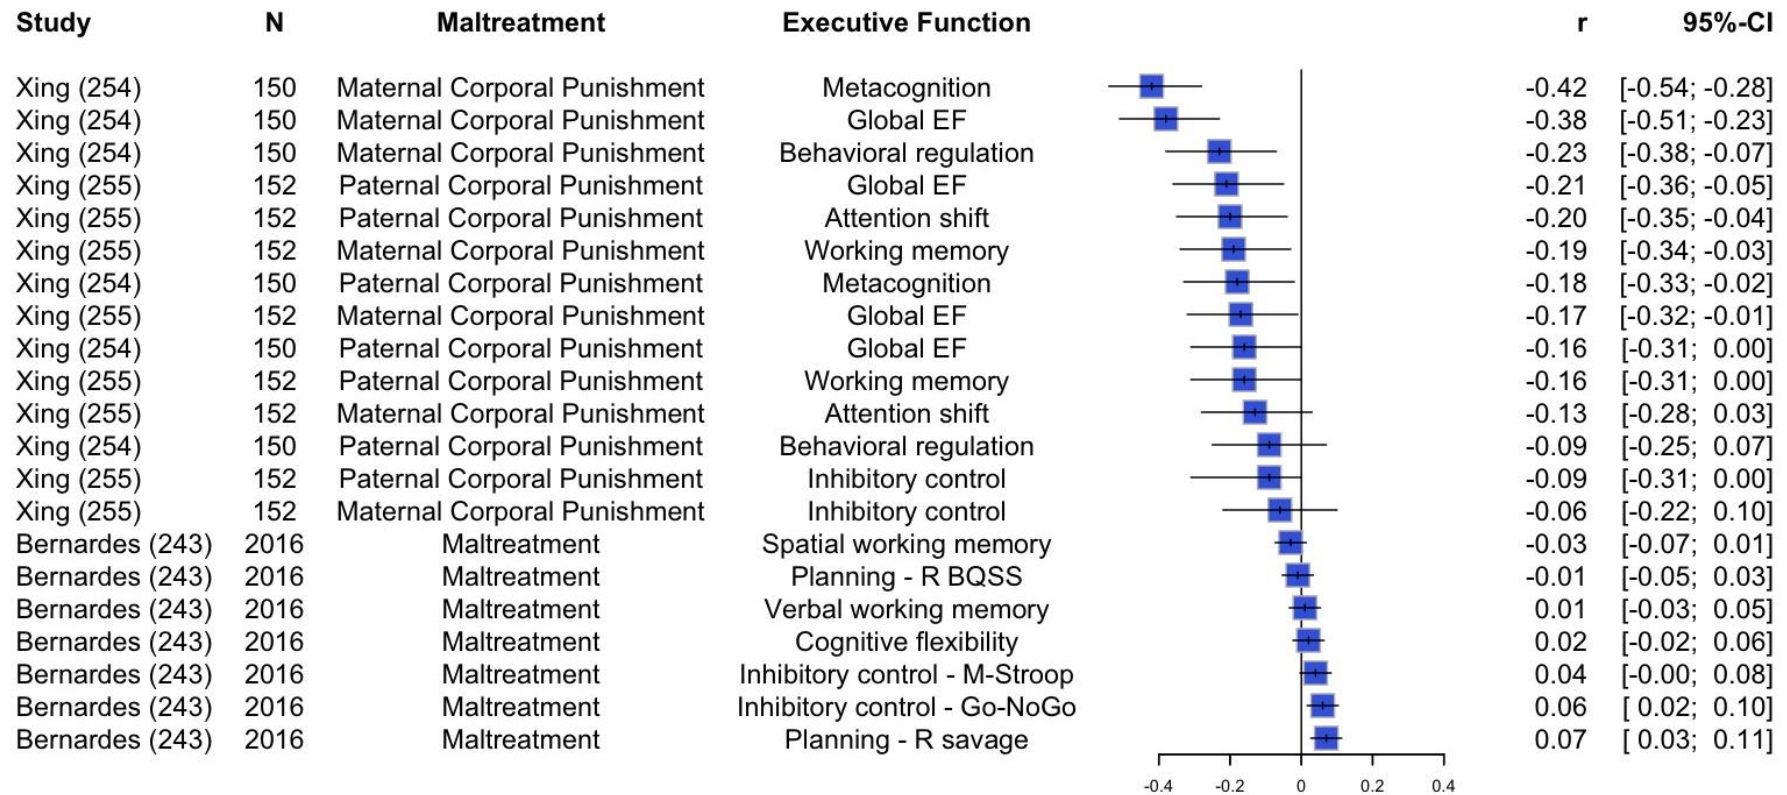 Study N Maltreatment Executive Function r 95%-CI
Xing (254) 150 Maternal Corporal Punishment Metacognition -0.42 [-0.54; -0.28]
Xing (254) 150 Maternal Corporal Punishment Global EF -0.38 [-0.51; -0.23]
Xing (254) 150 Maternal Corporal Punishment Behavioral regulation -0.23 [-0.38; -0.07]
Xing (255) 152 Paternal Corporal Punishment Global EF -0.21 [-0.36; -0.05]
Xing (255) 152 Paternal Corporal Punishment Attention shift -0.20 [-0.35; -0.04]
Xing (255) 152 Maternal Corporal Punishment Working memory -0.19 [-0.34; -0.03]
Xing (254) 150 Paternal Corporal Punishment Metacognition -0.18 [-0.33; -0.02]
Xing (255) 152 Maternal Corporal Punishment Global EF -0.17 [-0.32; -0.01]
Xing (254) 150 Paternal Corporal Punishment Global EF -0.16 [-0.31; 0.00]
Xing (255) 152 Paternal Corporal Punishment Working memory -0.16 [-0.31; 0.00]
Xing (255) 152 Maternal Corporal Punishment Attention shift -0.13 [-0.28; 0.03]
Xing (254) 150 Paternal Corporal Punishment Behavioral regulation -0.09 [-0.25; 0.07]
Xing (255) 152 Paternal Corporal Punishment Inhibitory control -0.09 [-0.31; 0.00]
Xing (255) 152 Maternal Corporal Punishment Inhibitory control -0.06 [-0.22; 0.10]
Bernardes (243) 2016 Maltreatment Spatial working memory -0.03 [-0.07; 0.01]
Bernardes (243) 2016 Maltreatment Planning - R BQSS -0.01 [-0.05; 0.03]
Bernardes (243) 2016 Maltreatment Verbal working memory 0.01 [-0.03; 0.05]
Bernardes (243) 2016 Maltreatment Cognitive flexibility 0.02 [-0.02; 0.06]
Bernardes (243) 2016 Maltreatment Inhibitory control - M-Stroop 0.04 [-0.00; 0.08]
Bernardes (243) 2016 Maltreatment Inhibitory control - Go-NoGo 0.06 [ 0.02; 0.10]
Bernardes (243) 2016 Maltreatment Planning - R savage 0.07 [ 0.03; 0.11]
-0.4 -0.2 0 0.2 0.4